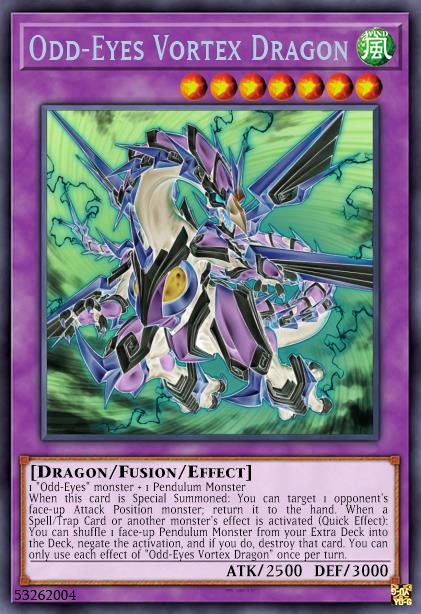 Odd-Eyes Vortex Dragon
WIND
風
[Dragon/Fusion/Effect]
1 "Odd-Eyes" monster + 1 Pendulum Monster
When this card is Special Summoned: You can target 1 opponent's
face-up Attack Position monster; return it to the hand. When a
Spell/Trap Card or another monster's effect is activated (Quick Effect):
You can shuffle 1 face-up Pendulum Monster from your Extra Deck into
the Deck, negate the activation, and if you do, destroy that card. You can
only use each effect of "Odd-Eyes Vortex Dragon" once per turn.
ATK/2500 DEF/3000
53262004